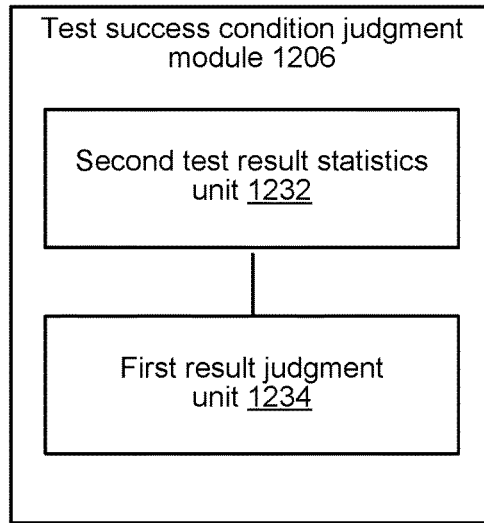 Test success condition judgment
module 1206
Second test result statistics
unit 1232
First result judgment
unit 1234